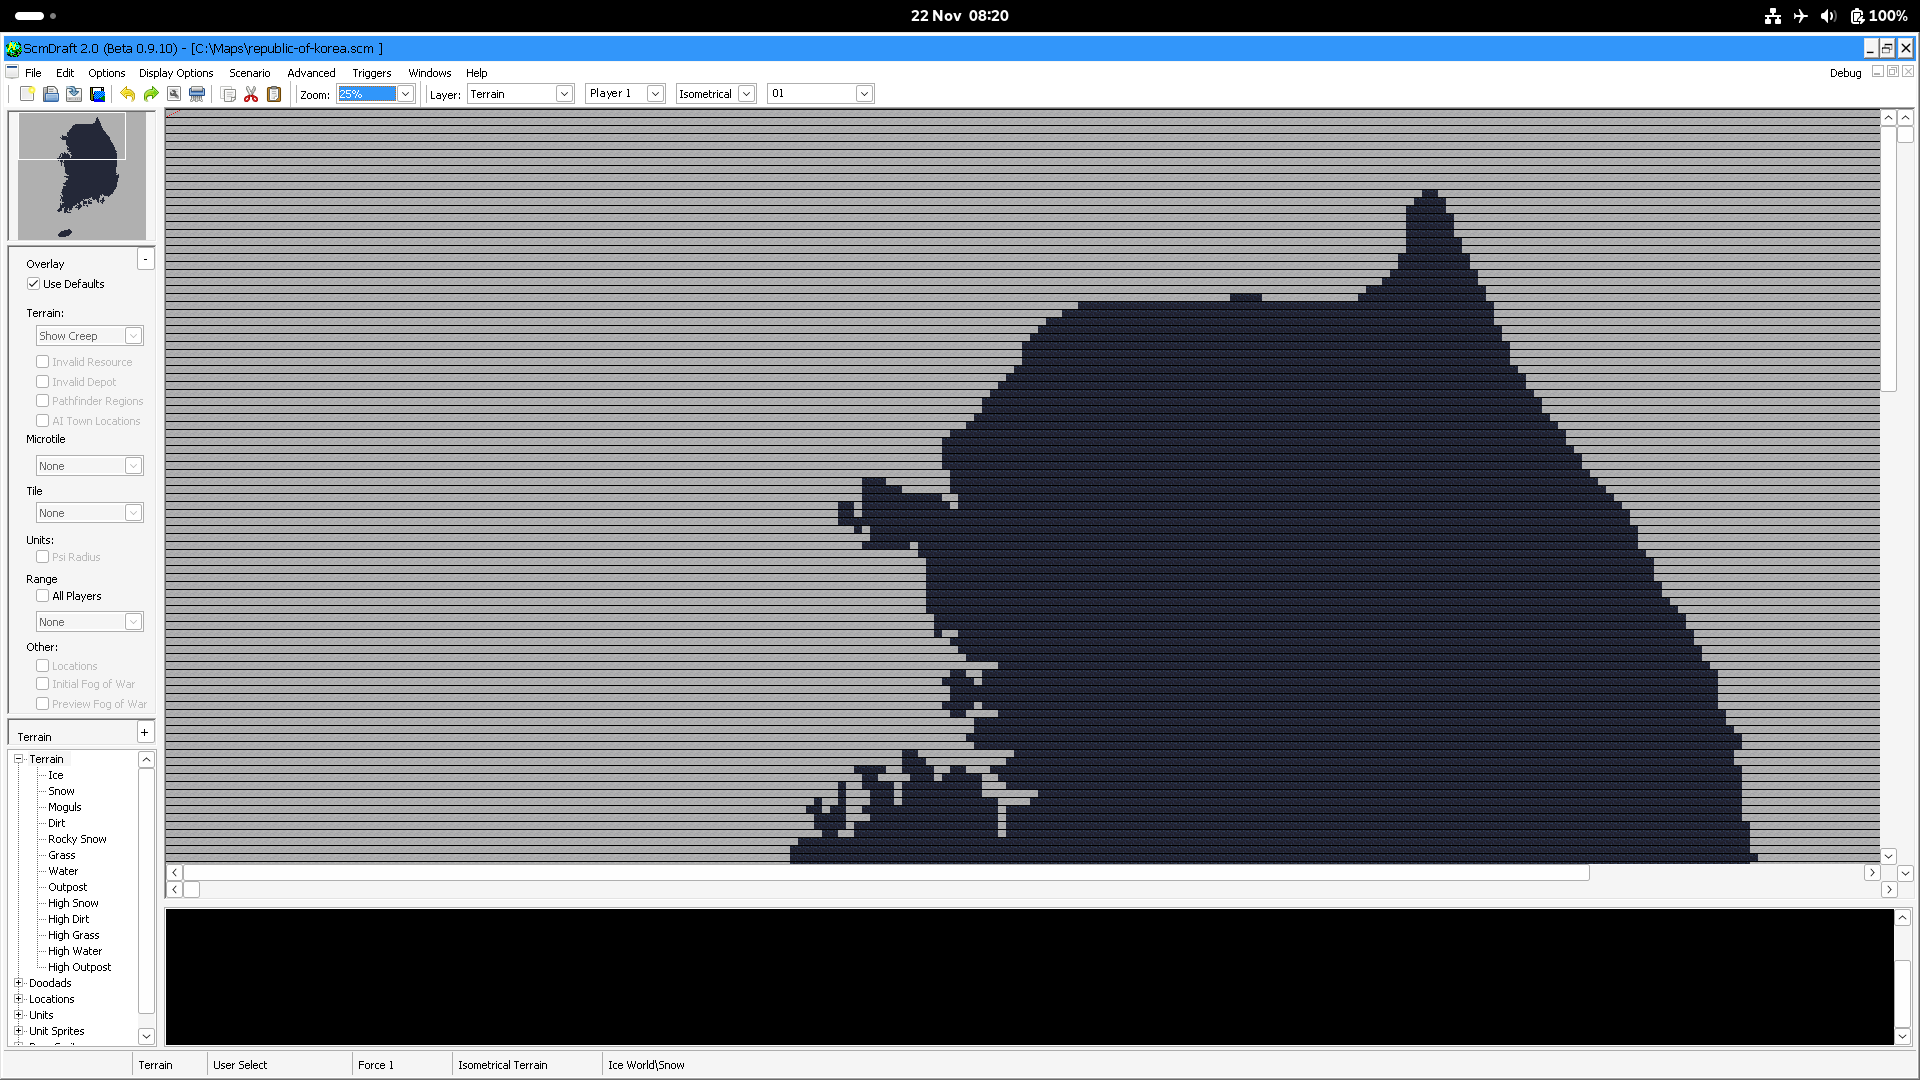 22 Nov 08:20
100%
ScmDraft 2.0 (Beta 0.9.10) - [C:\Maps\republic-of-korea.scm ]
File Edit Options Display Options Scenario Advanced Triggers Windows Help Debug
Zoom: 25% Layer: Terrain Player 1 Isometrical 01
Overlay
-
Use Defaults
Terrain:
Show Creep
Invalid Resource
Invalid Depot
Pathfinder Regions
AI Town Locations
Microtile
None
Tile
None
Units:
Psi Radius
Range
All Players
None
Other:
Locations
Initial Fog of War
Preview Fog of War
Terrain +
Terrain
Ice
Snow
Moguls
Dirt
Rocky Snow
Grass
Water
Outpost
High Snow
High Dirt
High Grass
High Water
High Outpost
Doodads
Locations
Units
Unit Sprites
Terrain User Select Force 1 Isometrical Terrain Ice World\Snow